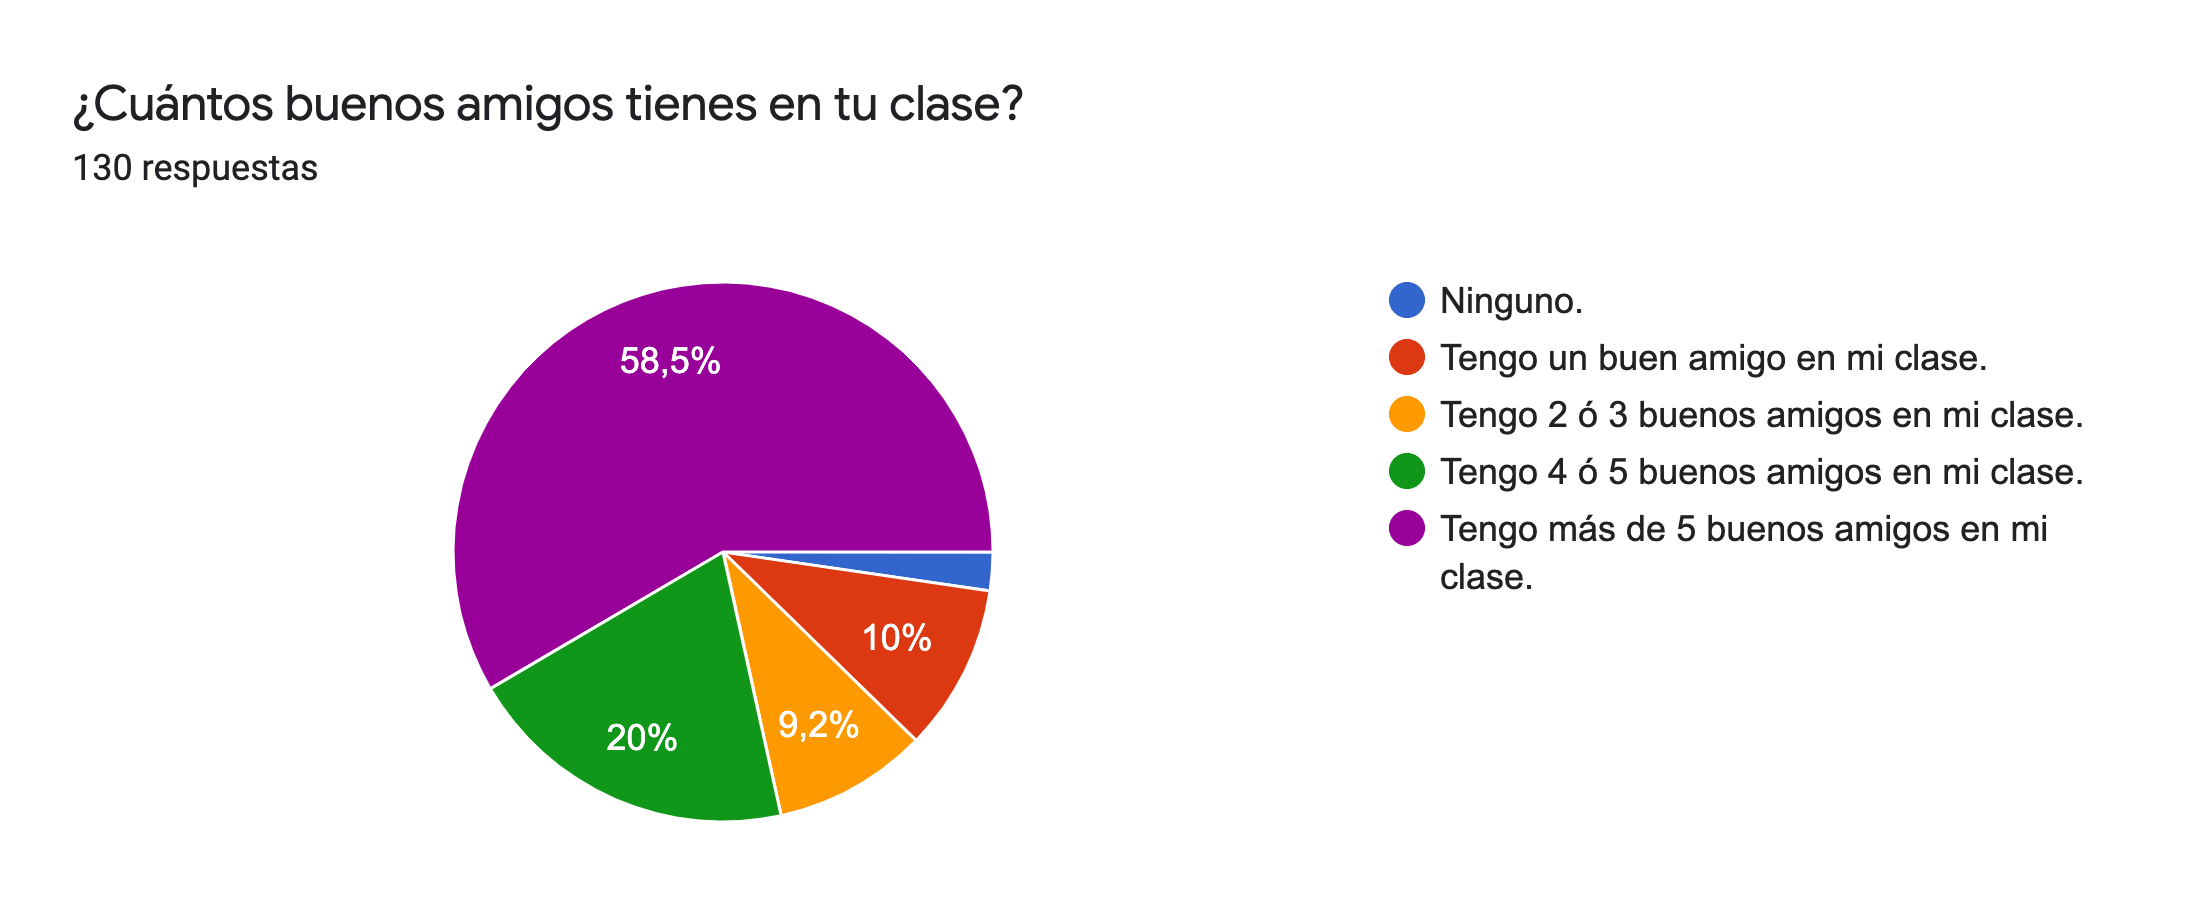 ¿Cuántos buenos amigos tienes en tu clase?
130 respuestas
58,5%
10%
9,2%
20%
Ninguno.
Tengo un buen amigo en mi clase.
Tengo 2 ó 3 buenos amigos en mi clase.
Tengo 4 ó 5 buenos amigos en mi clase.
Tengo más de 5 buenos amigos en mi
clase.